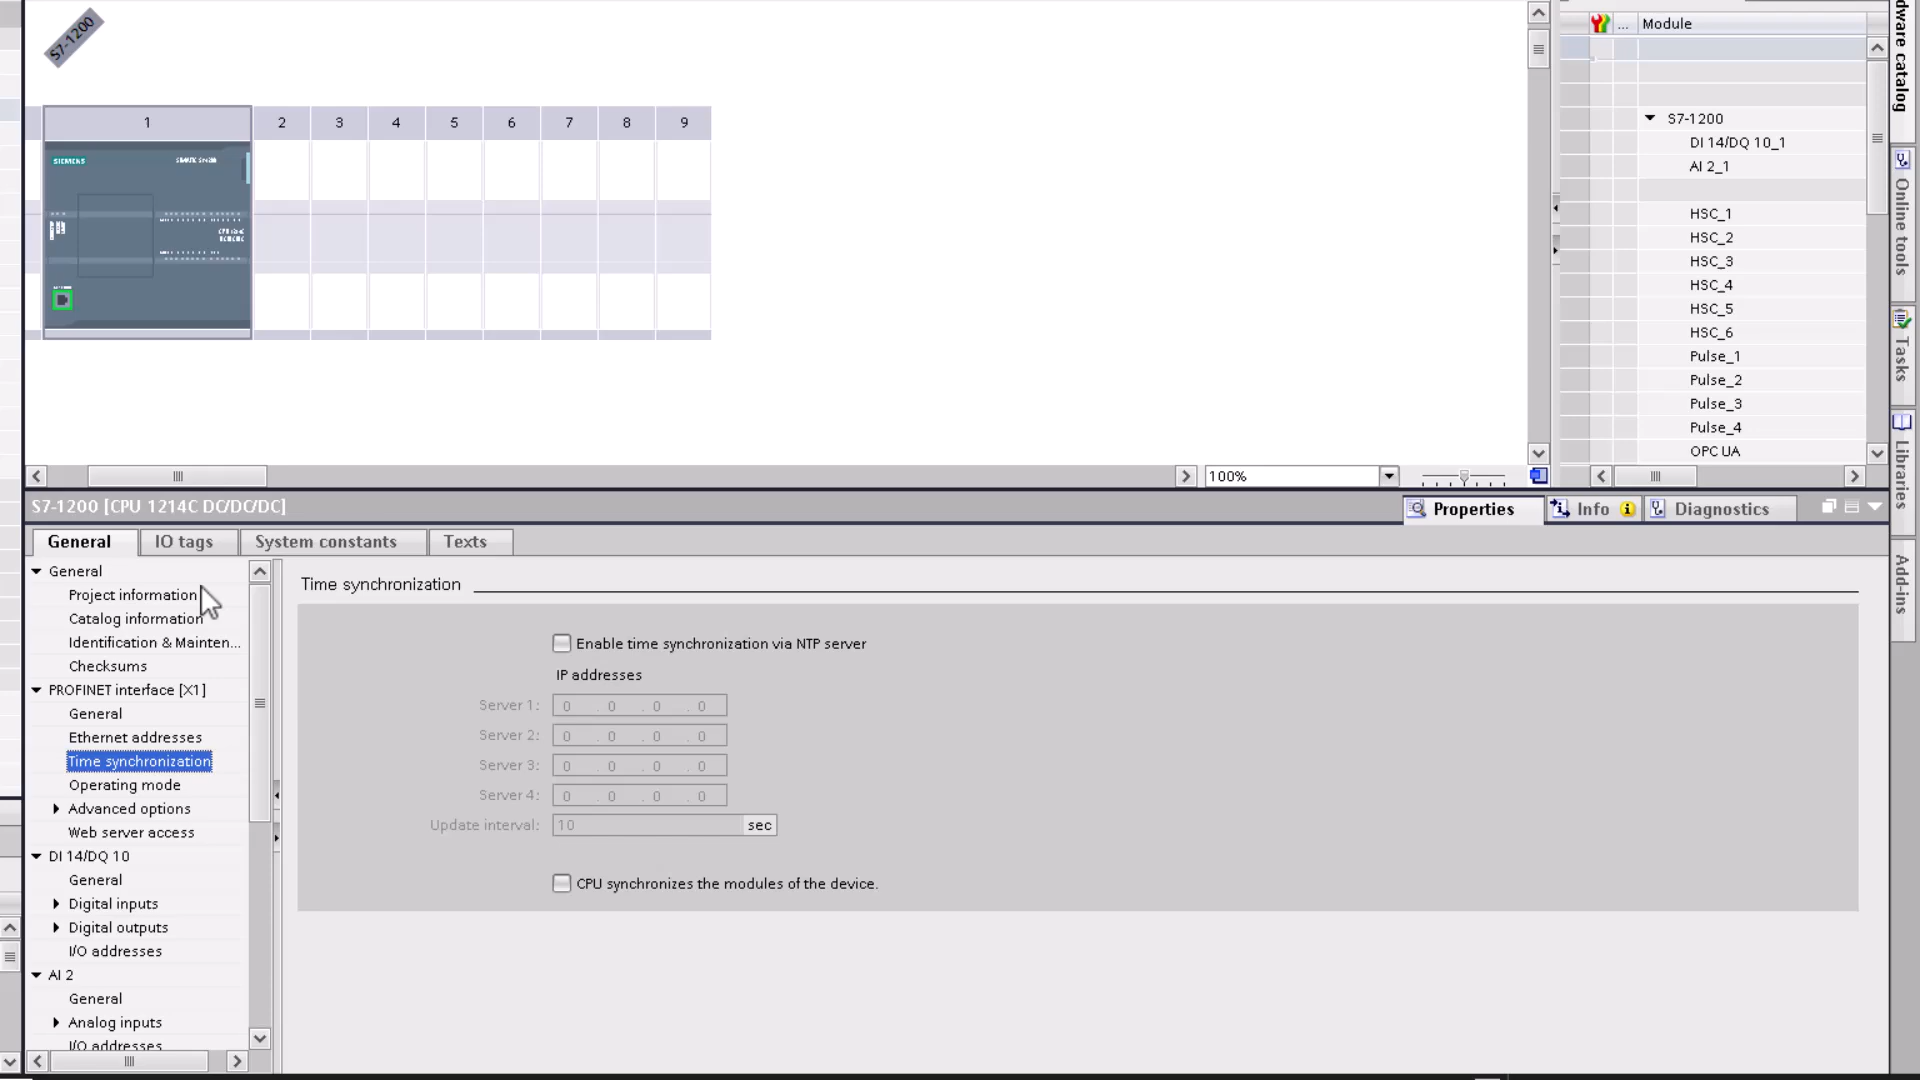 S7-1200
1 2 3 4 5 6 7 8 9
SIEMENS
100%
... Module
S7-1200
DI 14/DQ 10_1
AI 2_1
HSC_1
HSC_2
HSC_3
HSC_4
HSC_5
HSC_6
Pulse_1
Pulse_2
Pulse_3
Pulse_4
OPC UA
dware catalog
Online tools
Tasks
Libraries
Add-ins
S7-1200 [CPU 1214C DC/DC/DC]
Properties Info Diagnostics
General IO tags System constants Texts
General
Project information
Catalog information
Identification & Mainten...
Checksums
PROFINET interface [X1]
General
Ethernet addresses
Time synchronization
Operating mode
Advanced options
Web server access
DI 14/DQ 10
General
Digital inputs
Digital outputs
I/O addresses
AI 2
General
Analog inputs
I/O addresses
Time synchronization
Enable time synchronization via NTP server
IP addresses
Server 1: 0 . 0 . 0 . 0
Server 2: 0 . 0 . 0 . 0
Server 3: 0 . 0 . 0 . 0
Server 4: 0 . 0 . 0 . 0
Update interval: 10 sec
CPU synchronizes the modules of the device.